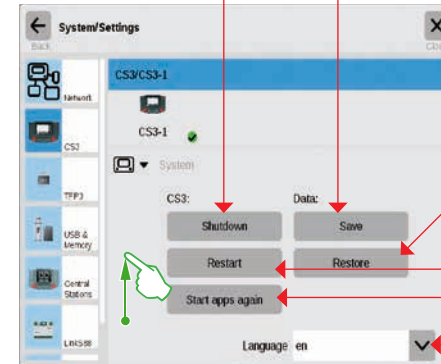 System/Settings
Back
Network
CS3/CS3-1
CS3
CS3-1
System
TFP3
CS3:
Data:
USB &
Memory
Shutdown
Save
Restart
Restore
Central
Stations
Start apps again
LinkS88
Language
en